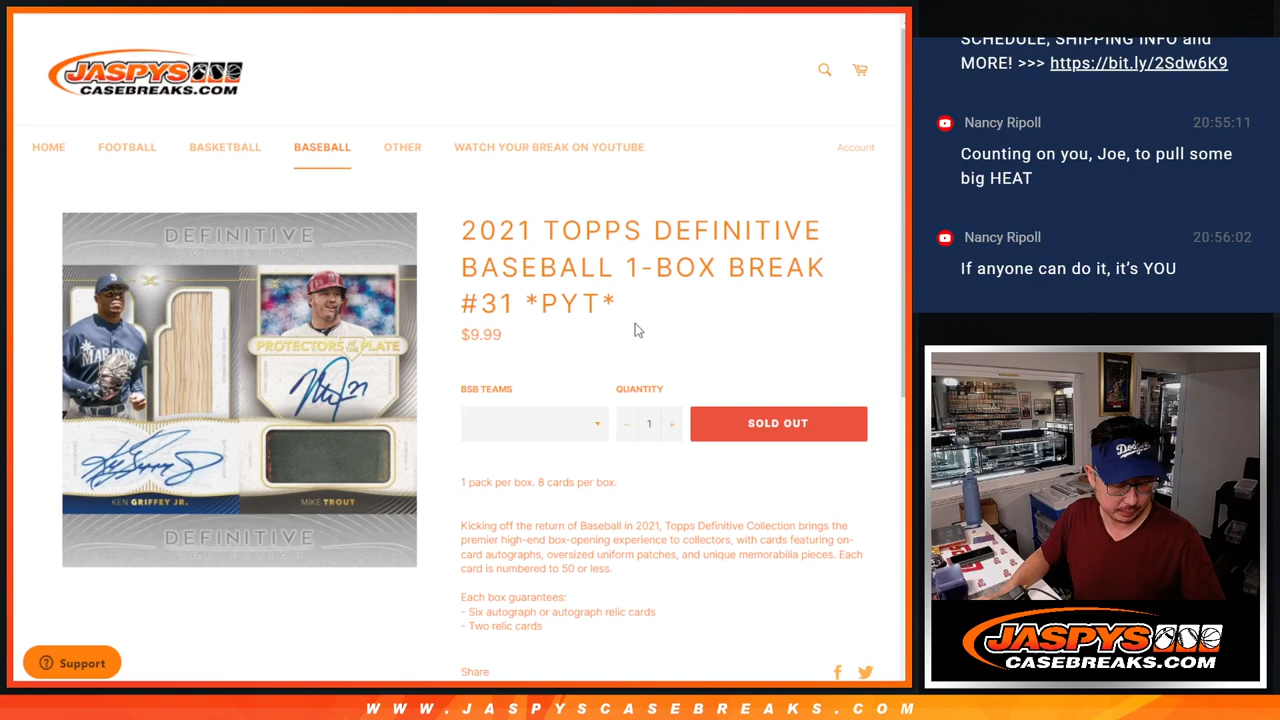 JASPYS
CASEBREAKS.COM
HOME
FOOTBALL
BASKETBALL
BASEBALL
OTHER
WATCH YOUR BREAK ON YOUTUBE
Account
DEFINITIVE
MARINERS
PROTECTORS OF THE PLATE
KEN GRIFFEY JR.
MIKE TROUT
DEFINITIVE
2021 TOPPS DEFINITIVE
BASEBALL 1-BOX BREAK
#31 *PYT*
$9.99
BSB TEAMS
QUANTITY
−
1
+
SOLD OUT
1 pack per box. 8 cards per box.
Kicking off the return of Baseball in 2021, Topps Definitive Collection brings the
premier high-end box-opening experience to collectors, with cards featuring on-
card autographs, oversized uniform patches, and unique memorabilia pieces. Each
card is numbered to 50 or less.
Each box guarantees:
- Six autograph or autograph relic cards
- Two relic cards
Share
Support
SCHEDULE, SHIPPING INFO and
MORE! >>> https://bit.ly/2Sdw6K9
Nancy Ripoll
20:55:11
Counting on you, Joe, to pull some
big HEAT
Nancy Ripoll
20:56:02
If anyone can do it, it's YOU
Dodgers
JASPYS
CASEBREAKS.COM
WWW.JASPYSCASEBREAKS.COM